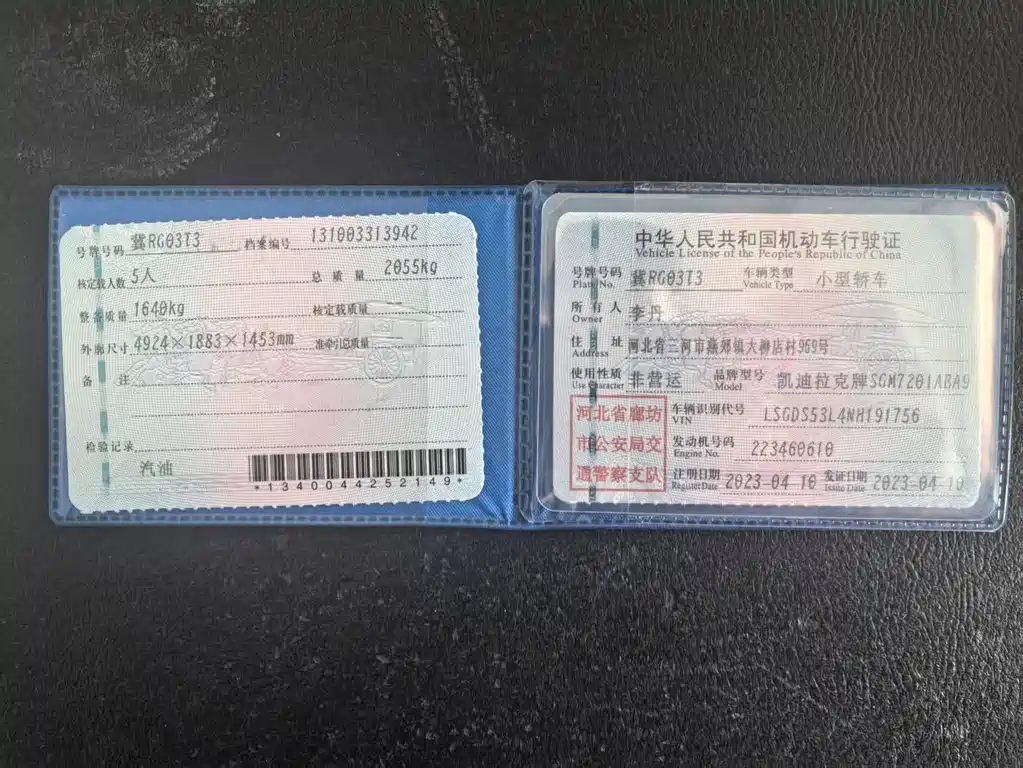 号牌号码 冀RG03T3 档案编号 131003313942
核定载人数 5人 总质量 2055kg
整备质量 1640kg 核定载质量
外廓尺寸 4924×1883×1453mm 准牵引总质量
备注
检验记录
汽油
*1340044252149*
中华人民共和国机动车行驶证
Vehicle License of the People's Republic of China
号牌号码 冀RG03T3 车辆类型 小型轿车
Plate No. Vehicle Type
所有人 李丹
Owner
住址 河北省三河市燕郊镇大柳店村969号
Address
使用性质 非营运 品牌型号 凯迪拉克牌SGM7201ABA9
Use Character Model
河北省廊坊
市公安局交
通警察支队
车辆识别代号 LSGDS53L4NH191756
VIN
发动机号码 223460610
Engine No.
注册日期 2023-04-10 发证日期 2023-04-10
Register Date Issue Date